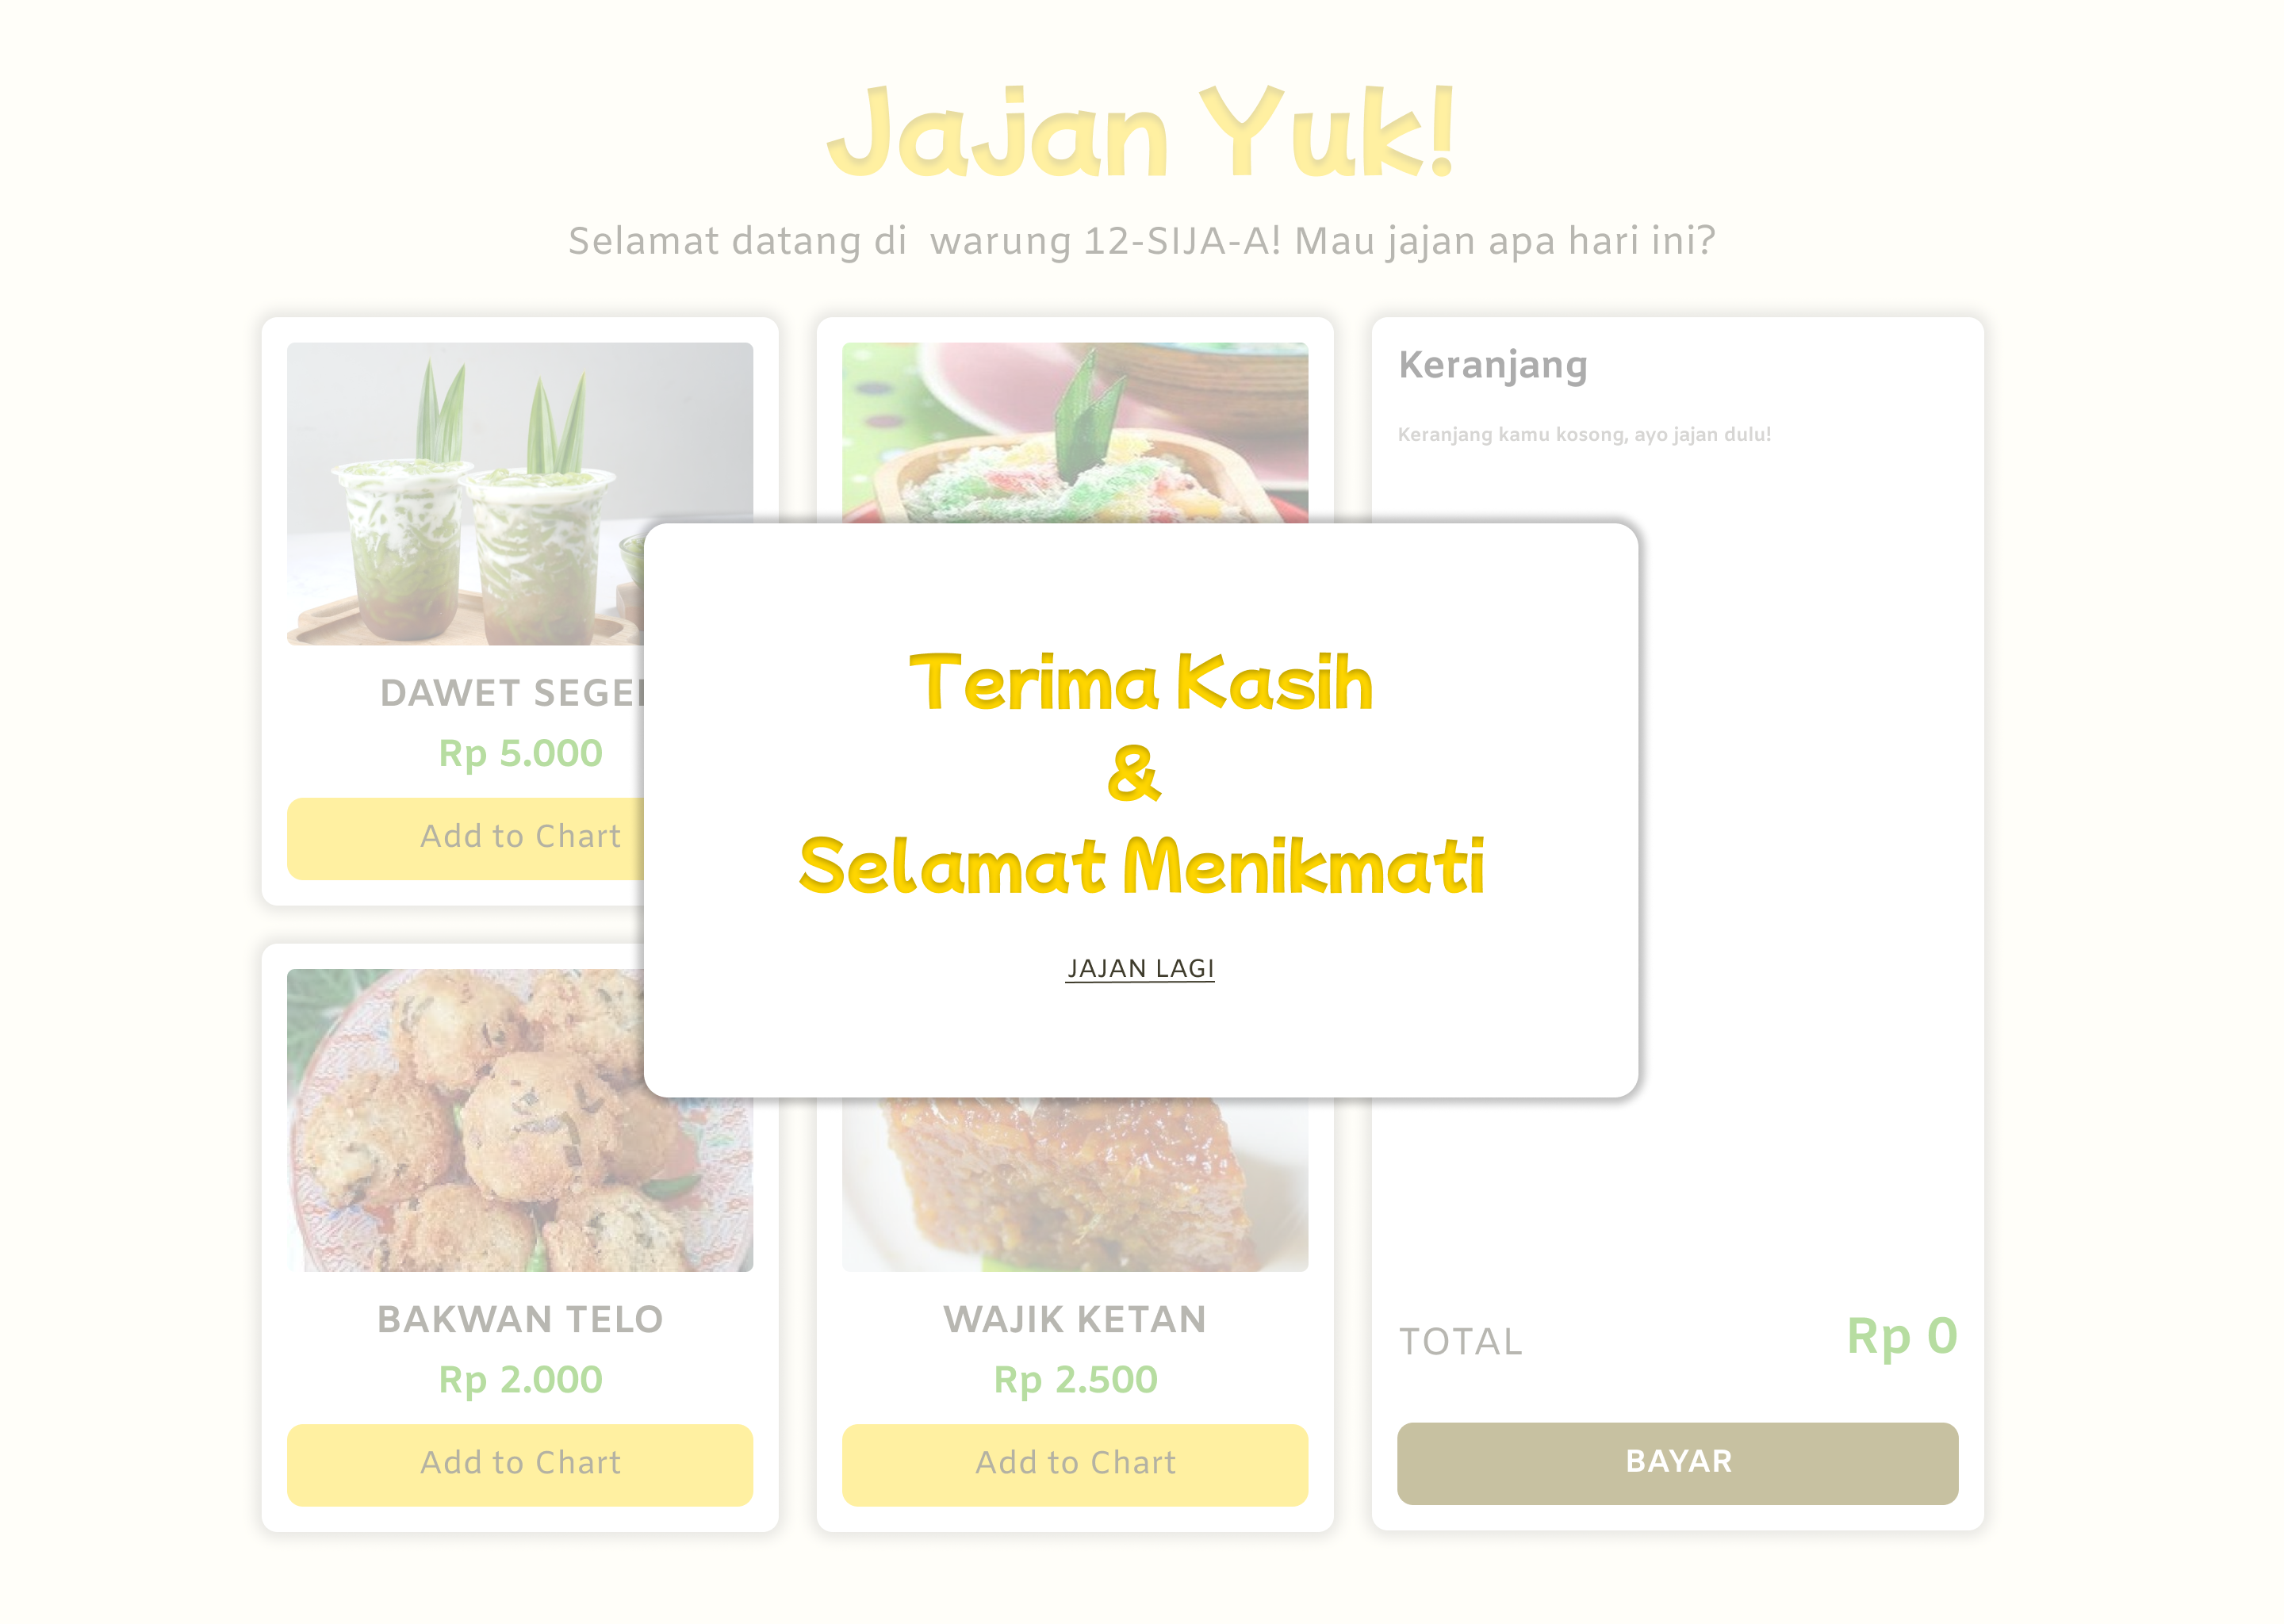 Jajan Yuk!
Selamat datang di warung 12-SIJA-A! Mau jajan apa hari ini?
DAWET
Rp 5.000
Add to Chart
BAKWAN TELO
Rp 2.000
Add to Chart
WAJIK KETAN
Rp 2.500
Add to Chart
Keranjang
Keranjang kamu kosong, ayo jajan dulu!
TOTAL Rp 0
BAYAR
Terima Kasih
&
Selamat Menikmati
JAJAN LAGI